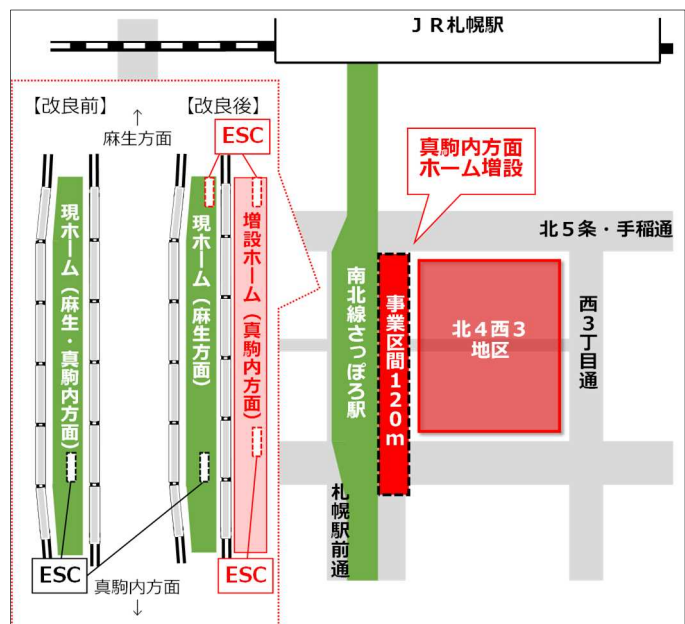 JR札幌駅
【改良前】
【改良後】
↑
麻生方面
ESC
現ホーム（麻生・真駒内方面）
現ホーム（麻生方面）
増設ホーム（真駒内方面）
ESC
ESC
真駒内方面
↓
真駒内方面
ホーム増設
北５条・手稲通
南北線さっぽろ駅
事業区間120m
北４西３
地区
西３丁目通
札幌駅前通